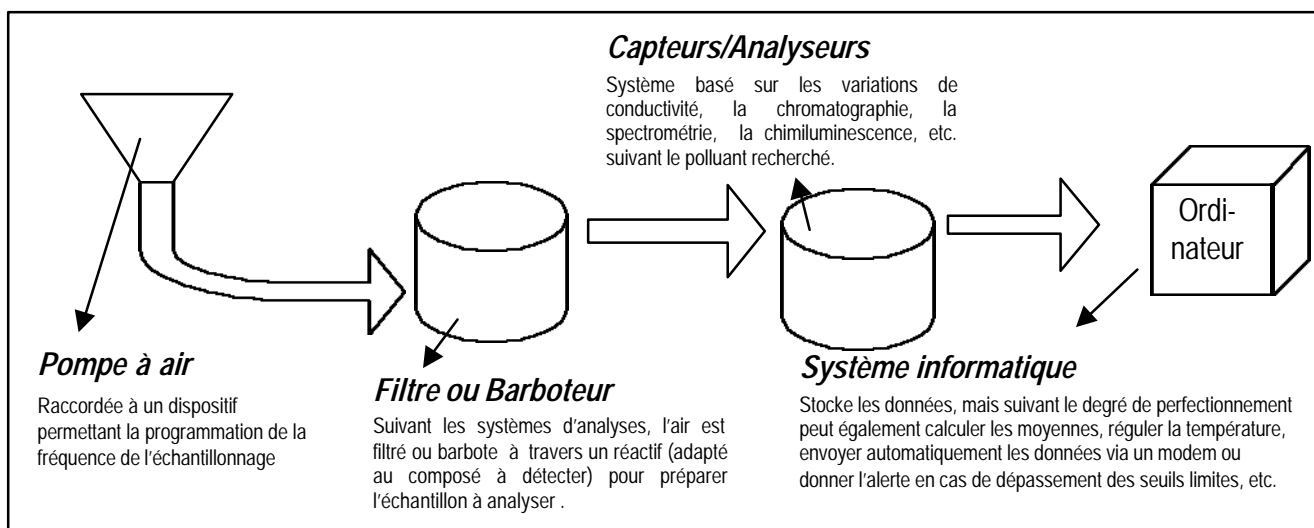 Capteurs/Analyseurs
Système basé sur les variations de
conductivité, la chromatographie, la
spectrométrie, la chimiluminescence, etc.
suivant le polluant recherché.
Ordi-
nateur
Pompe à air
Raccordée à un dispositif
permettant la programmation de la
fréquence de l'échantillonnage
Filtre ou Barboteur
Suivant les systèmes d'analyses, l'air est
filtré ou barbote à travers un réactif (adapté
au composé à détecter) pour préparer
l'échantillon à analyser .
Système informatique
Stocke les données, mais suivant le degré de perfectionnement
peut également calculer les moyennes, réguler la température,
envoyer automatiquement les données via un modem ou
donner l'alerte en cas de dépassement des seuils limites, etc.